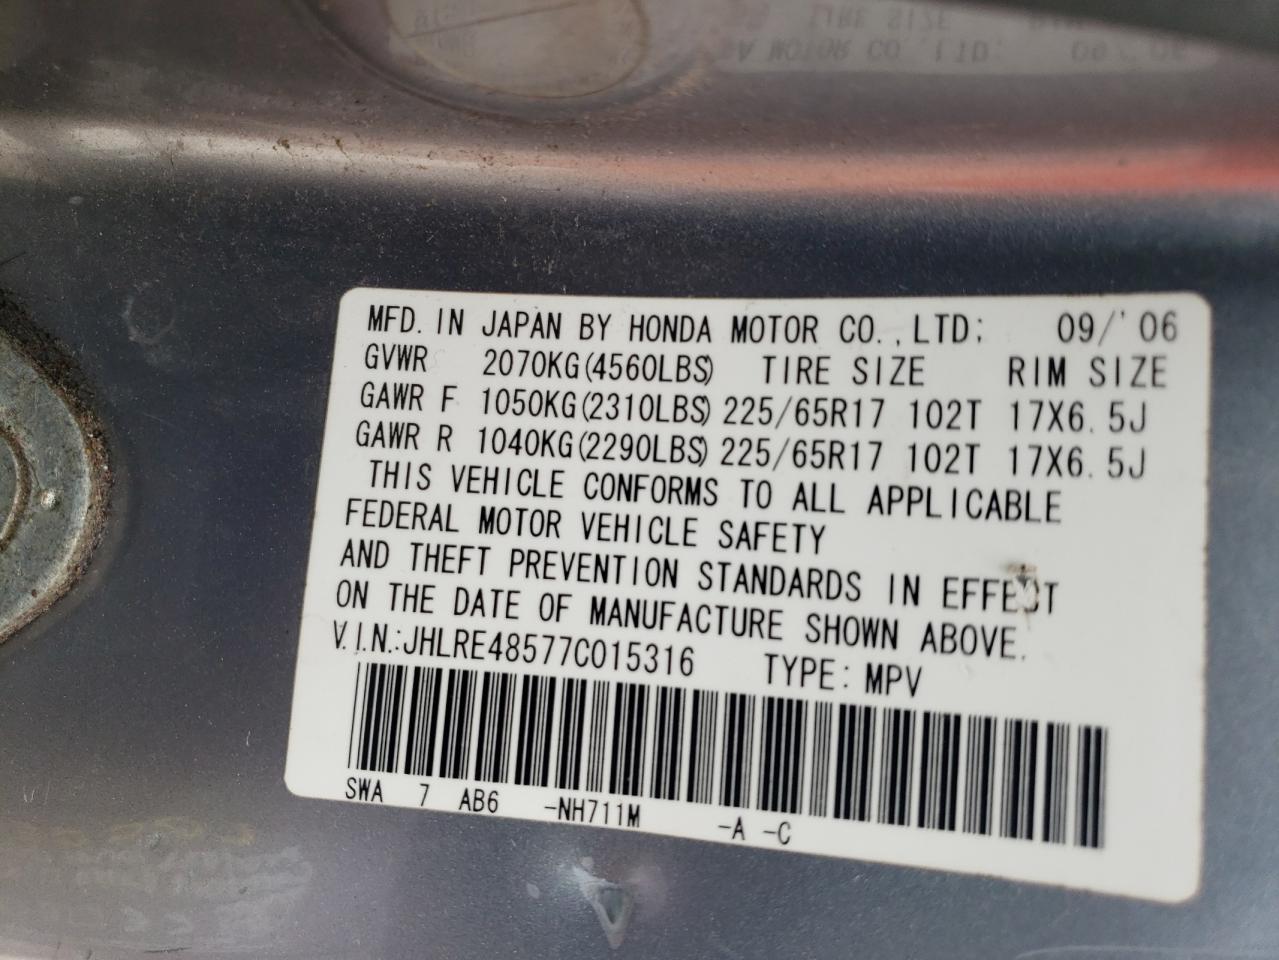 MFD. IN JAPAN BY HONDA MOTOR CO.,LTD; 09/'06
GVWR 2070KG(4560LBS) TIRE SIZE RIM SIZE
GAWR F 1050KG(2310LBS) 225/65R17 102T 17X6.5J
GAWR R 1040KG(2290LBS) 225/65R17 102T 17X6.5J
THIS VEHICLE CONFORMS TO ALL APPLICABLE
FEDERAL MOTOR VEHICLE SAFETY
AND THEFT PREVENTION STANDARDS IN EFFECT
ON THE DATE OF MANUFACTURE SHOWN ABOVE.
V.I.N.:JHLRE48577C015316 TYPE: MPV
SWA 7 AB6 -NH711M -A -C